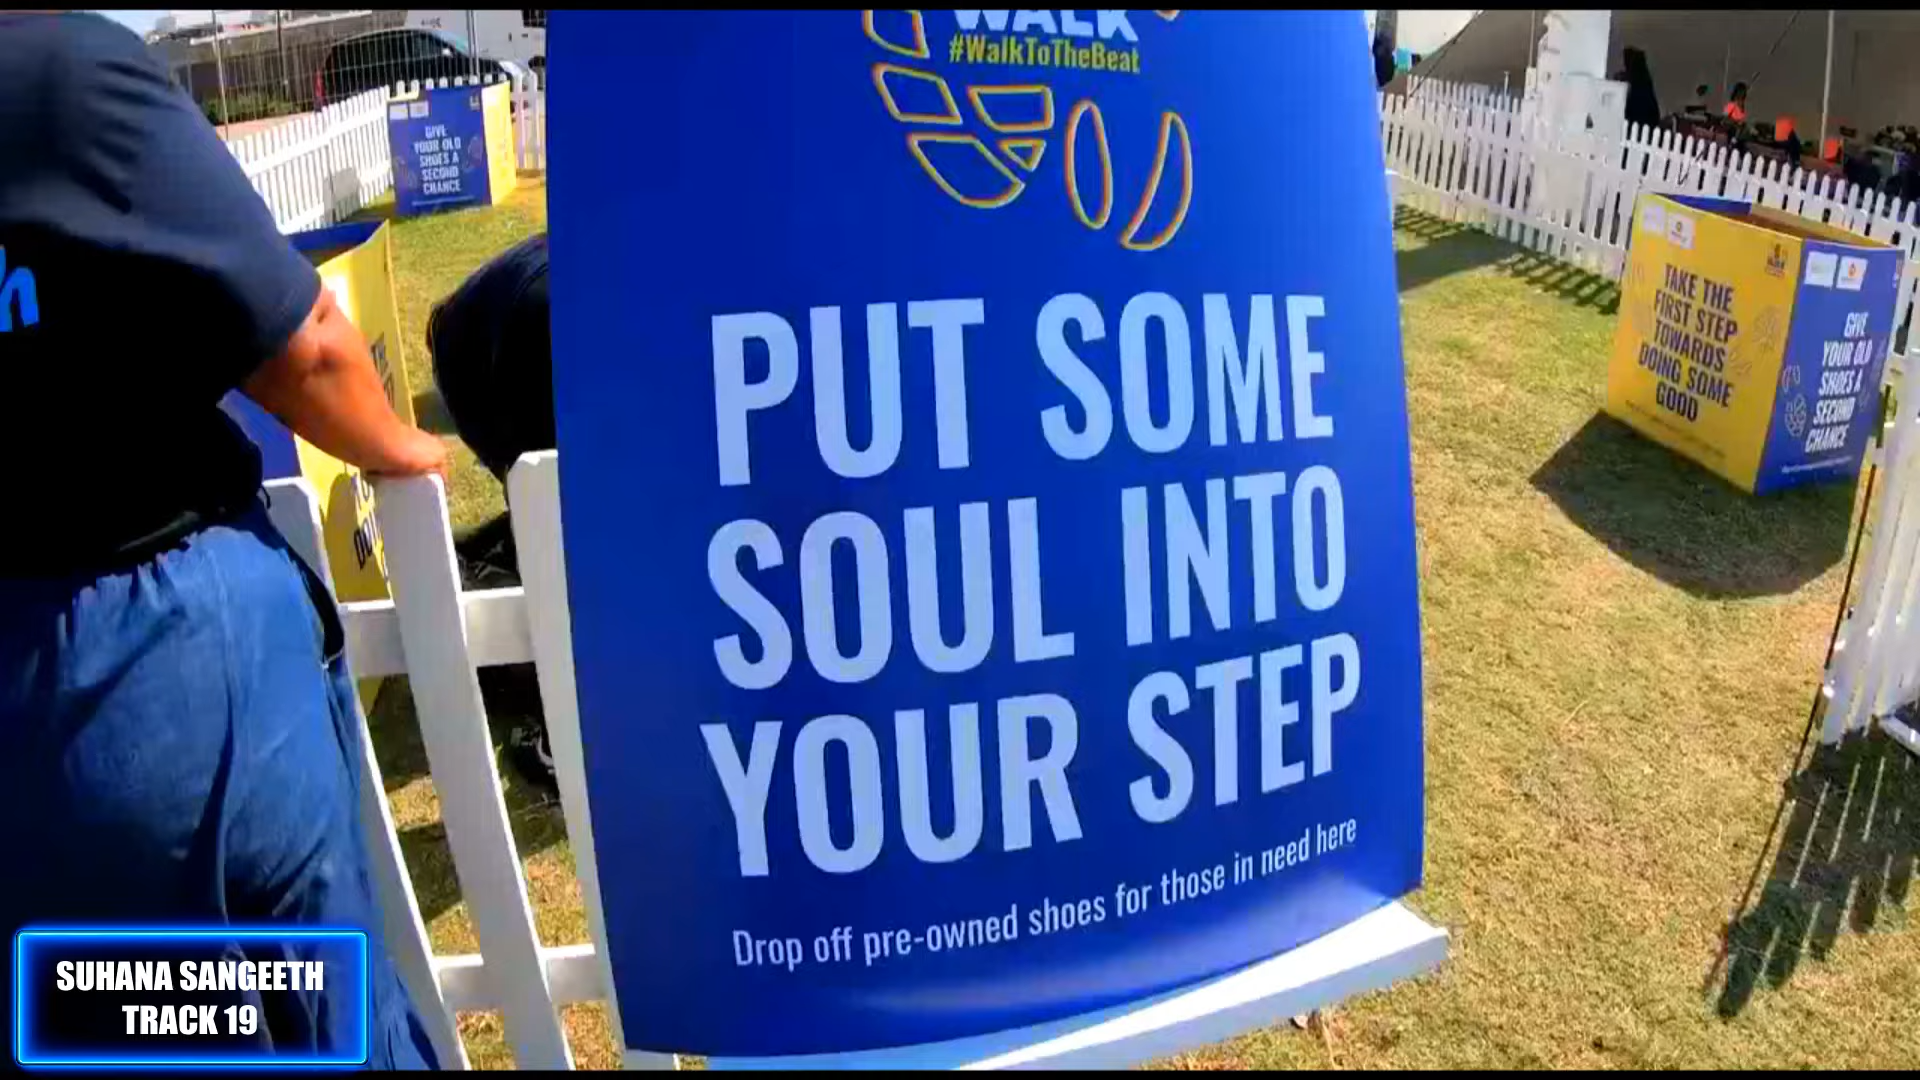 WALK
#WalkToTheBeat
PUT SOME
SOUL INTO
YOUR STEP
Drop off pre-owned shoes for those in need here
GIVE
YOUR OLD
SHOES A
SECOND
CHANCE
TAKE THE
FIRST STEP
TOWARDS
DOING SOME
GOOD
GIVE
YOUR OLD
SHOES A
SECOND
CHANCE
SUHANA SANGEETH
TRACK 19